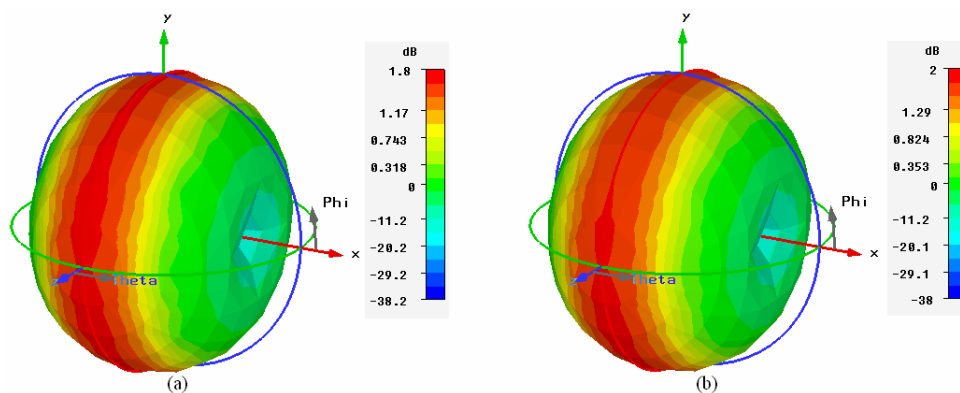 y
dB
1.8
1.17
0.743
0.318
0
-11.2
-20.2
-29.2
-38.2
Phi
x
z
Theta
(a)
y
dB
2
1.29
0.824
0.353
0
-11.2
-20.1
-29.1
-38
Phi
x
z
Theta
(b)